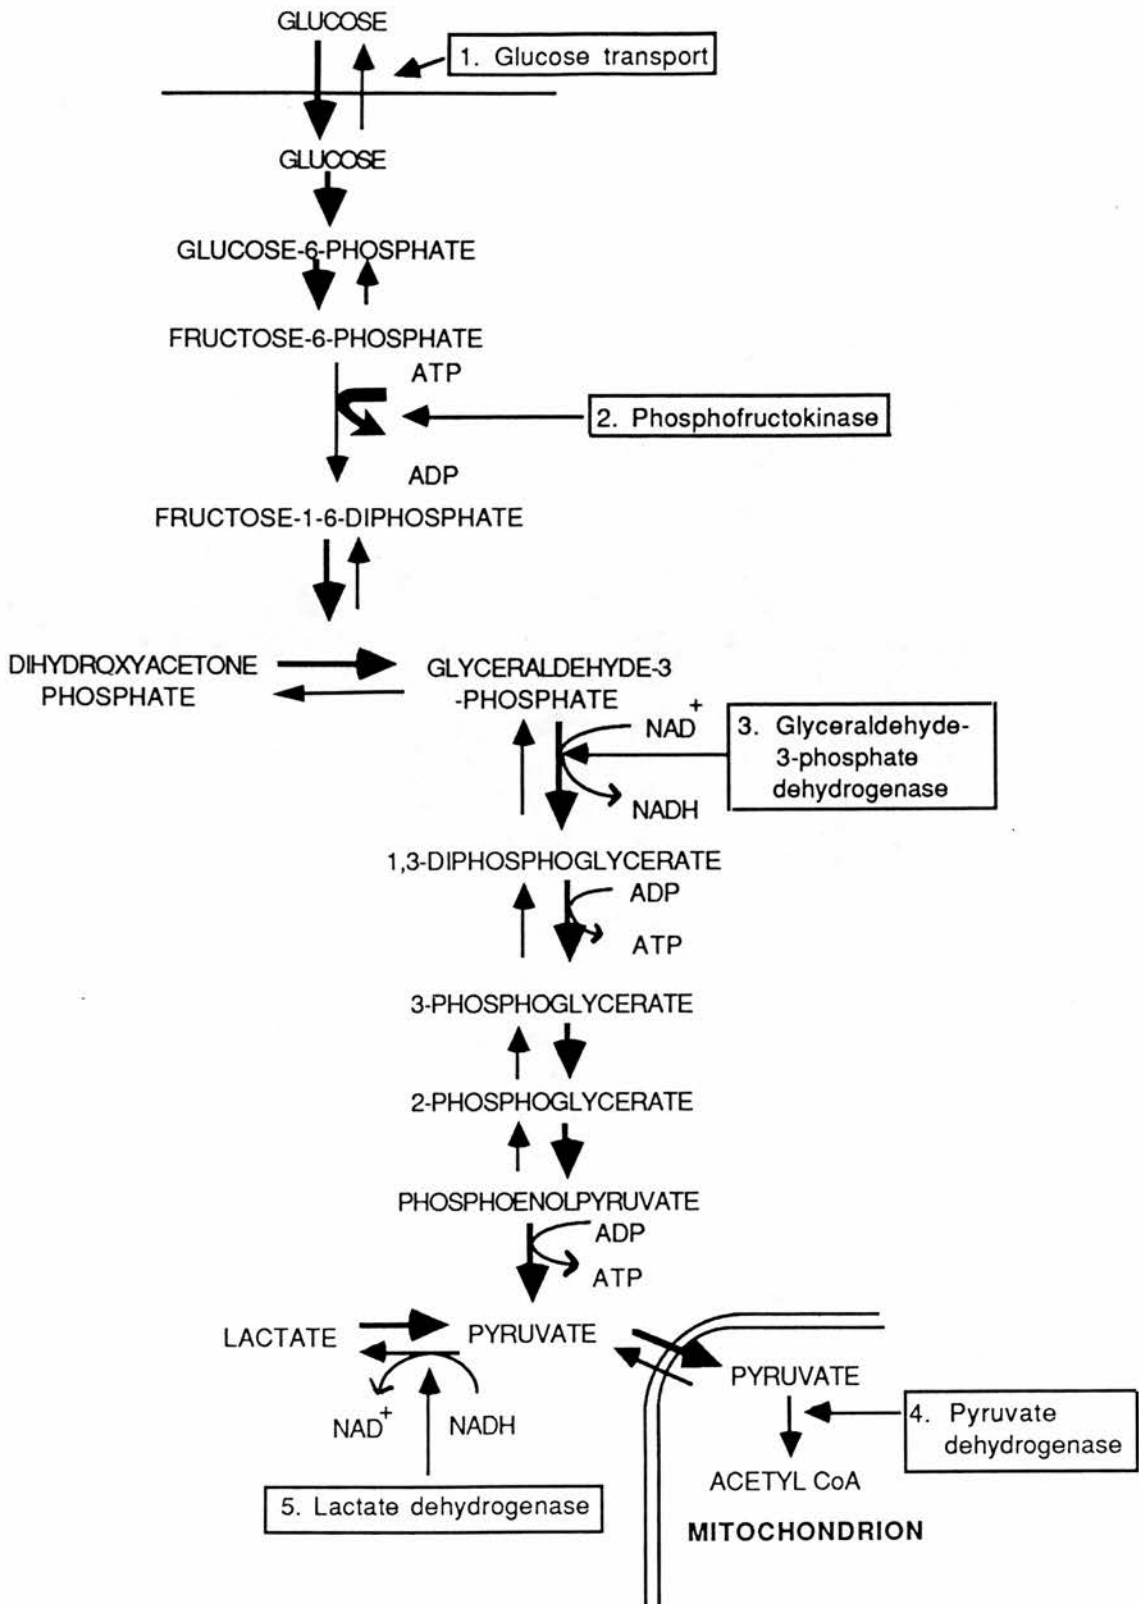 GLUCOSE
1. Glucose transport
GLUCOSE
GLUCOSE-6-PHOSPHATE
FRUCTOSE-6-PHOSPHATE
ATP
2. Phosphofructokinase
ADP
FRUCTOSE-1-6-DIPHOSPHATE
DIHYDROXYACETONE
PHOSPHATE
GLYCERALDEHYDE-3
-PHOSPHATE
NAD+
3. Glyceraldehyde-
3-phosphate
dehydrogenase
NADH
1,3-DIPHOSPHOGLYCERATE
ADP
ATP
3-PHOSPHOGLYCERATE
2-PHOSPHOGLYCERATE
PHOSPHOENOLPYRUVATE
ADP
ATP
LACTATE
PYRUVATE
PYRUVATE
NAD+
NADH
4. Pyruvate
dehydrogenase
ACETYL CoA
5. Lactate dehydrogenase
MITOCHONDRION